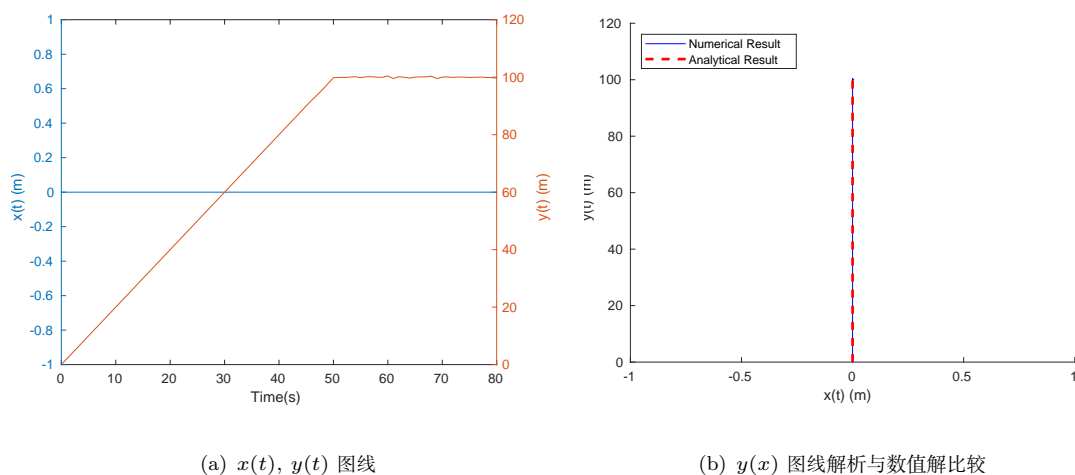 1
0.8
0.6
0.4
0.2
0
-0.2
-0.4
-0.6
-0.8
-1
x(t) (m)
120
100
80
60
40
20
0
y(t) (m)
0 10 20 30 40 50 60 70 80
Time(s)
(a) x(t), y(t) 图线
120
100
80
60
40
20
0
y(t) (m)
Numerical Result
Analytical Result
-1 -0.5 0 0.5 1
x(t) (m)
(b) y(x) 图线解析与数值解比较